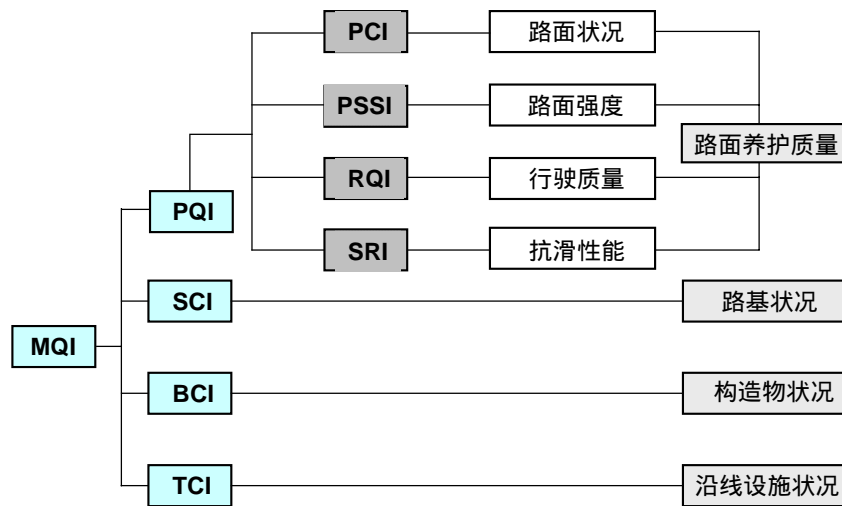 PCI
路面状况
PSSI
路面强度
路面养护质量
RQI
行驶质量
PQI
SRI
抗滑性能
SCI
路基状况
MQI
BCI
构造物状况
TCI
沿线设施状况